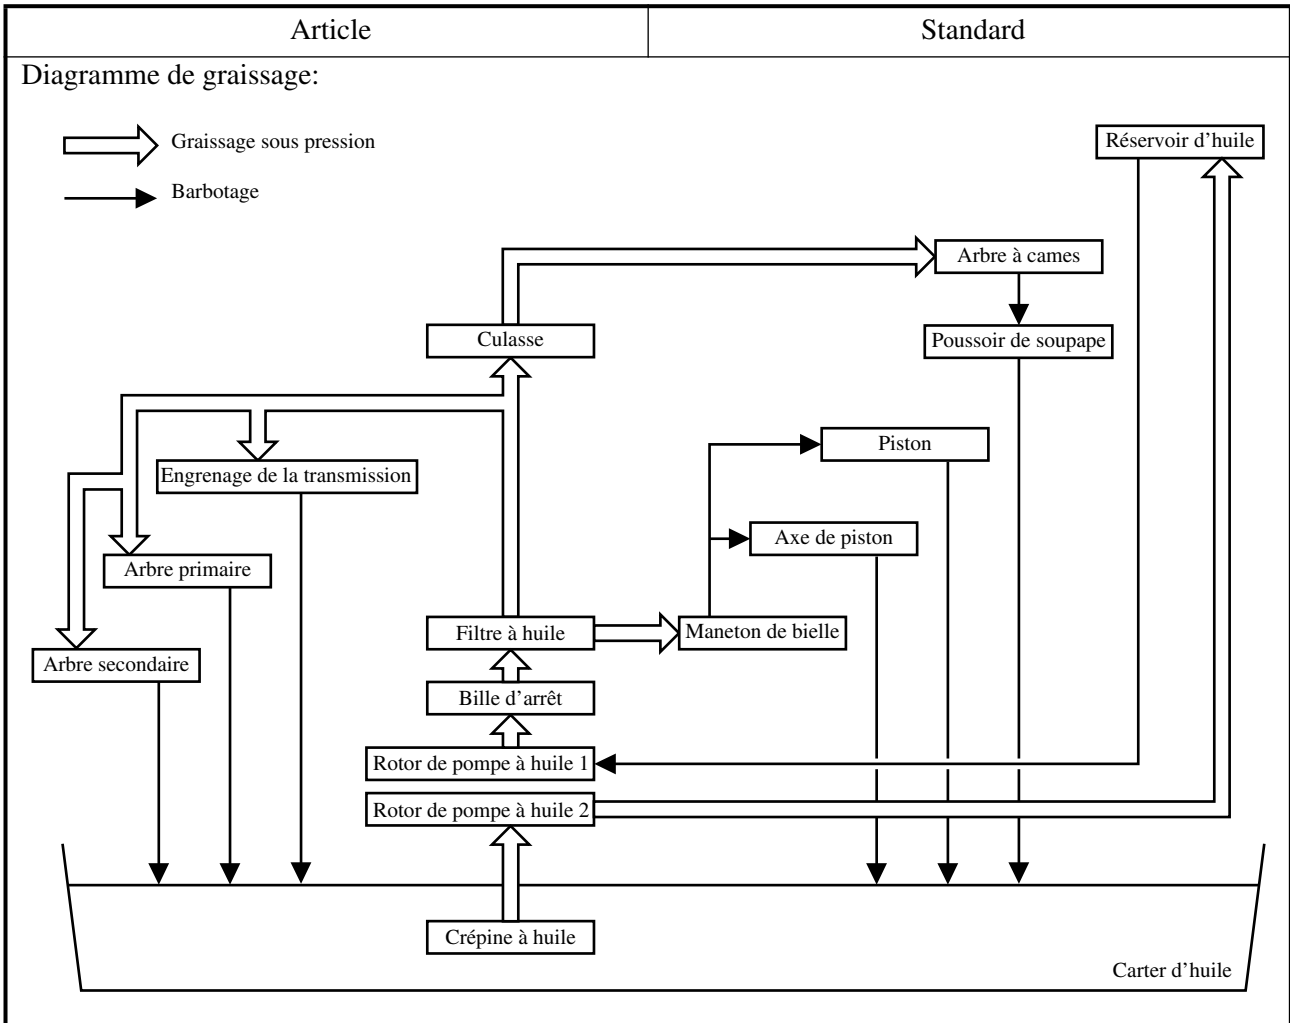 Article
Standard
Diagramme de graissage:
Graissage sous pression
Barbotage
Réservoir d'huile
Arbre à cames
Culasse
Poussoir de soupape
Piston
Engrenage de la transmission
Axe de piston
Arbre primaire
Filtre à huile
Maneton de bielle
Arbre secondaire
Bille d'arrêt
Rotor de pompe à huile 1
Rotor de pompe à huile 2
Crépine à huile
Carter d'huile